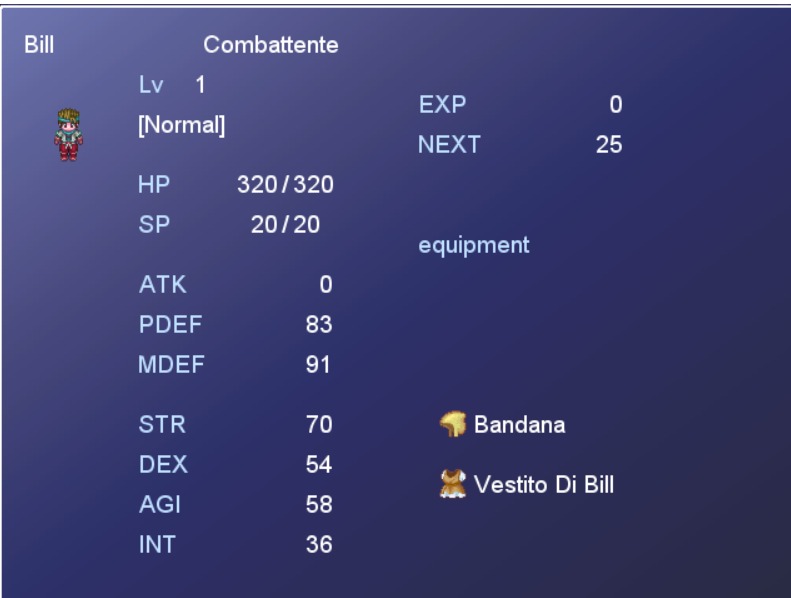 Bill Combattente
Lv 1
EXP 0
[Normal]
NEXT 25
HP 320/320
SP 20/20
equipment
ATK 0
PDEF 83
MDEF 91
STR 70
Bandana
DEX 54
Vestito Di Bill
AGI 58
INT 36